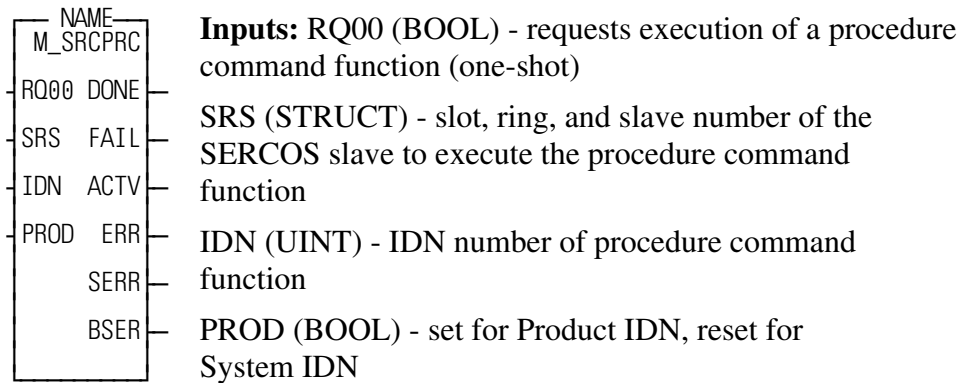 NAME
M_SRCPRC
RQ00 DONE
SRS FAIL
IDN ACTV
PROD ERR
SERR
BSER
Inputs: RQ00 (BOOL) - requests execution of a procedure
command function (one-shot)
SRS (STRUCT) - slot, ring, and slave number of the
SERCOS slave to execute the procedure command
function
IDN (UINT) - IDN number of procedure command
function
PROD (BOOL) - set for Product IDN, reset for
System IDN